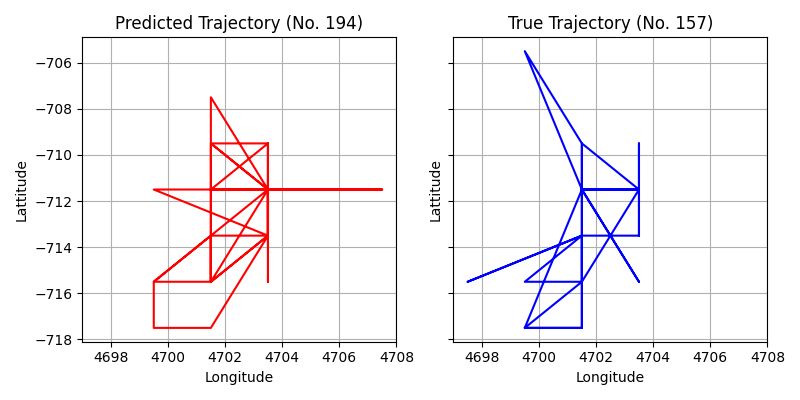 Predicted Trajectory (No. 194)
True Trajectory (No. 157)
−706
−708
−710
−712
−714
−716
−718
Lattitude
Lattitude
4698 4700 4702 4704 4706 4708
4698 4700 4702 4704 4706 4708
Longitude
Longitude